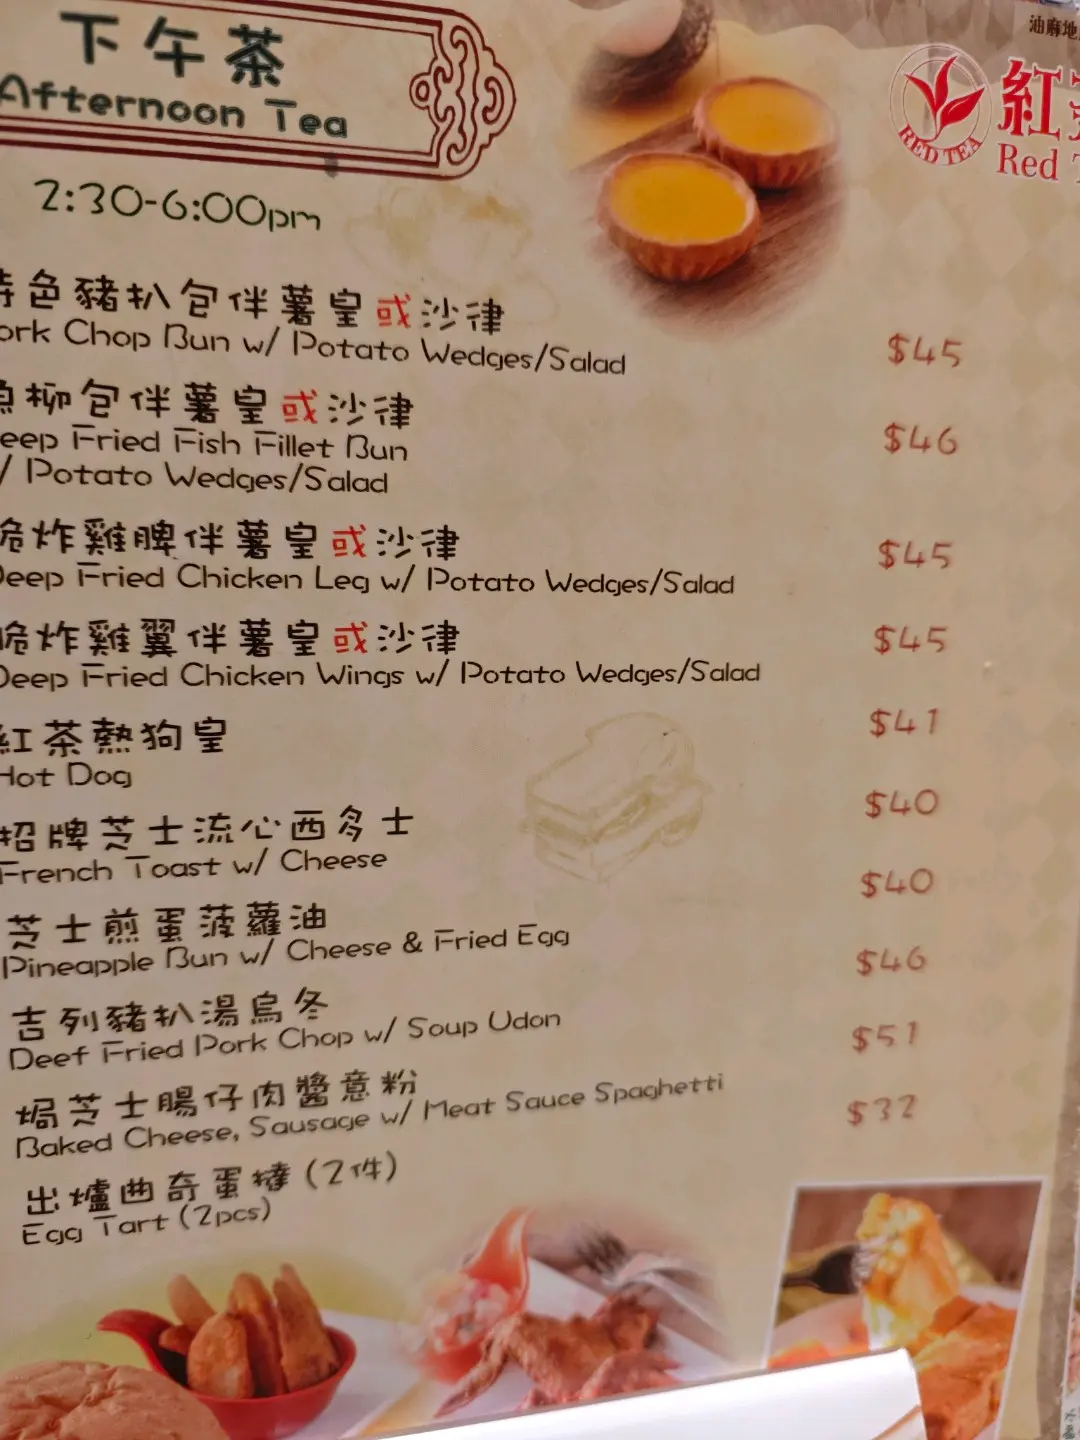 下午茶
Afternoon Tea
油麻地
RED TEA
紅
Red
2:30-6:00pm
色豬扒包伴薯皇或沙律
ork Chop Bun w/ Potato Wedges/Salad
$45
柳包伴薯皇或沙律
eep Fried Fish Fillet Bun
/ Potato Wedges/Salad
$46
脆炸雞脾伴薯皇或沙律
Deep Fried Chicken Leg w/ Potato Wedges/Salad
$45
脆炸雞翼伴薯皇或沙律
Deep Fried Chicken Wings w/ Potato Wedges/Salad
$45
紅茶熱狗皇
Hot Dog
$41
招牌芝士流心西多士
French Toast w/ Cheese
$40
芝士煎蛋菠蘿油
Pineapple Bun w/ Cheese & Fried Egg
$40
吉列豬扒湯烏冬
Deef Fried Pork Chop w/ Soup Udon
$46
焗芝士腸仔肉醬意粉
Baked Cheese, Sausage w/ Meat Sauce Spaghetti
$51
出爐曲奇蛋撻(2件)
Egg Tart (2pcs)
$32